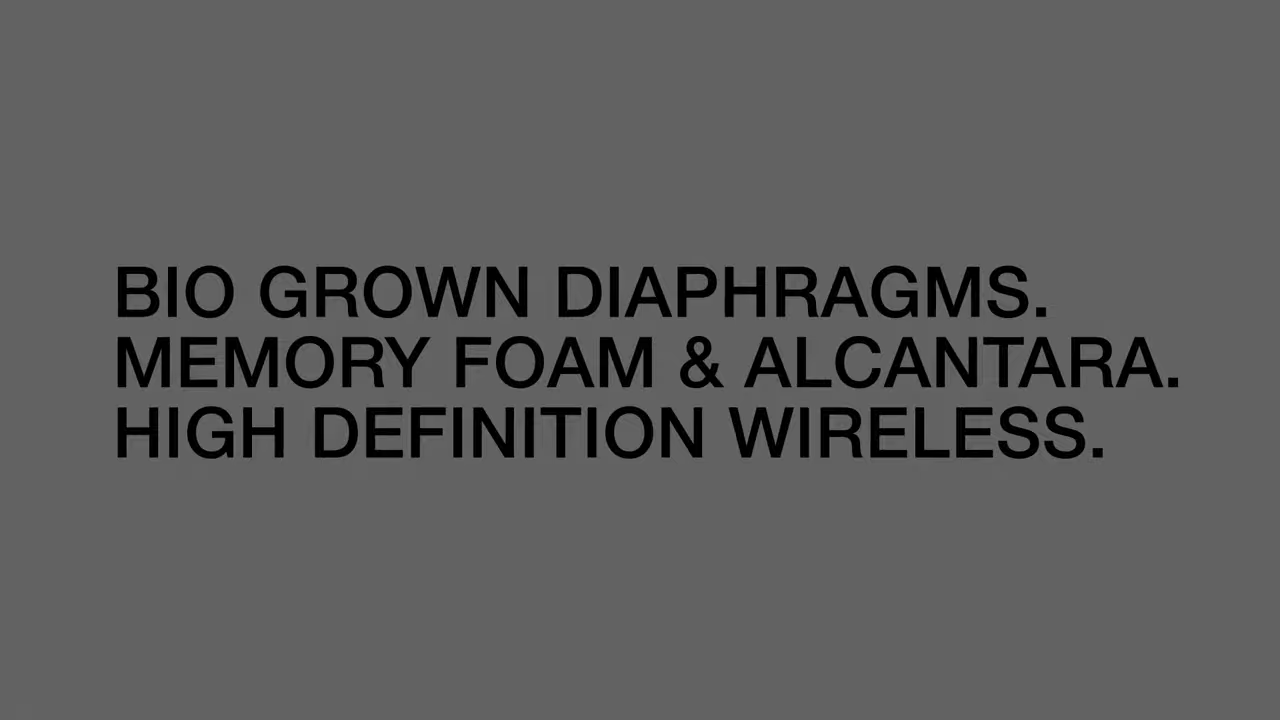 BIO GROWN DIAPHRAGMS.
MEMORY FOAM & ALCANTARA.
HIGH DEFINITION WIRELESS.